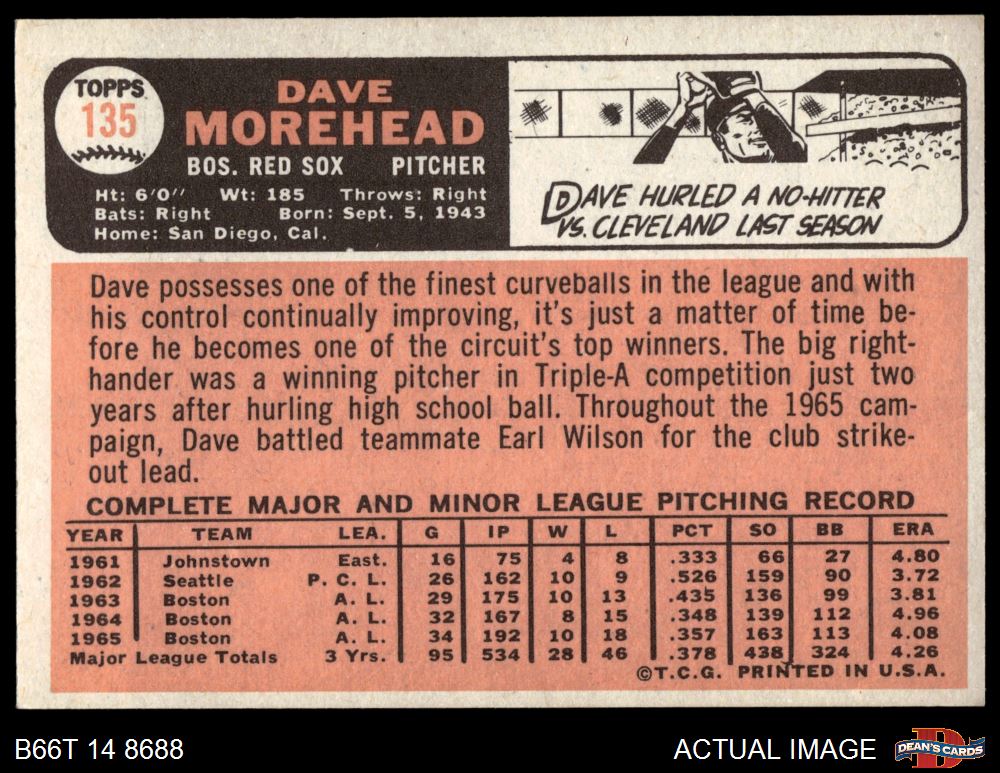 TOPPS
135
DAVE
MOREHEAD
BOS. RED SOX PITCHER
Ht: 6'0" Wt: 185 Throws: Right
Bats: Right Born: Sept. 5, 1943
Home: San Diego, Cal.
DAVE HURLED A NO-HITTER
VS. CLEVELAND LAST SEASON
Dave possesses one of the finest curveballs in the league and with
his control continually improving, it's just a matter of time be-
fore he becomes one of the circuit's top winners. The big right-
hander was a winning pitcher in Triple-A competition just two
years after hurling high school ball. Throughout the 1965 cam-
paign, Dave battled teammate Earl Wilson for the club strike-
out lead.
COMPLETE MAJOR AND MINOR LEAGUE PITCHING RECORD
YEAR TEAM LEA. G IP W L PCT SO BB ERA
1961 Johnstown East. 16 75 4 8 .333 66 27 4.80
1962 Seattle P. C. L. 26 162 10 9 .526 159 90 3.72
1963 Boston A. L. 29 175 10 13 .435 136 99 3.81
1964 Boston A. L. 32 167 8 15 .348 139 112 4.96
1965 Boston A. L. 34 192 10 18 .357 163 113 4.08
Major League Totals 3 Yrs. 95 534 28 46 .378 438 324 4.26
©T.C.G. PRINTED IN U.S.A.
B66T 14 8688 ACTUAL IMAGE
D
DEAN'S CARDS